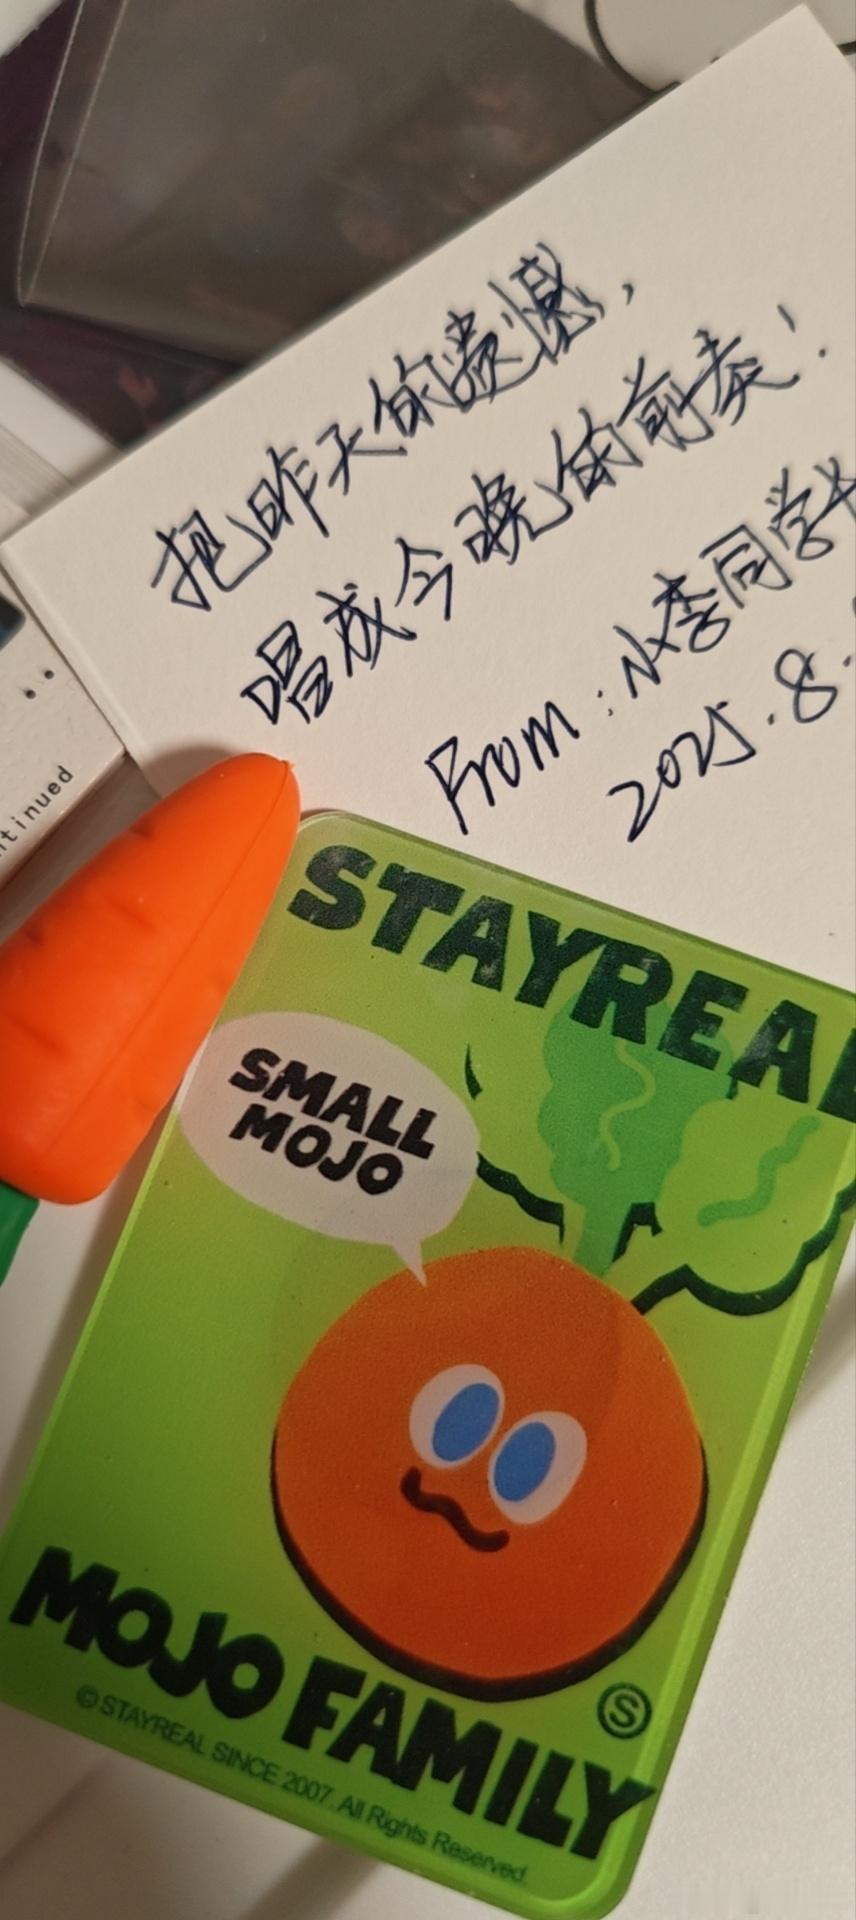 把昨天的遗憾，
唱成今晚的前奏！
From：小李同学
2025.8.
ntinued
STAYREAL
SMALL
MOJO
MOJO FAMILY
S
© STAYREAL SINCE 2007. All Rights Reserved.